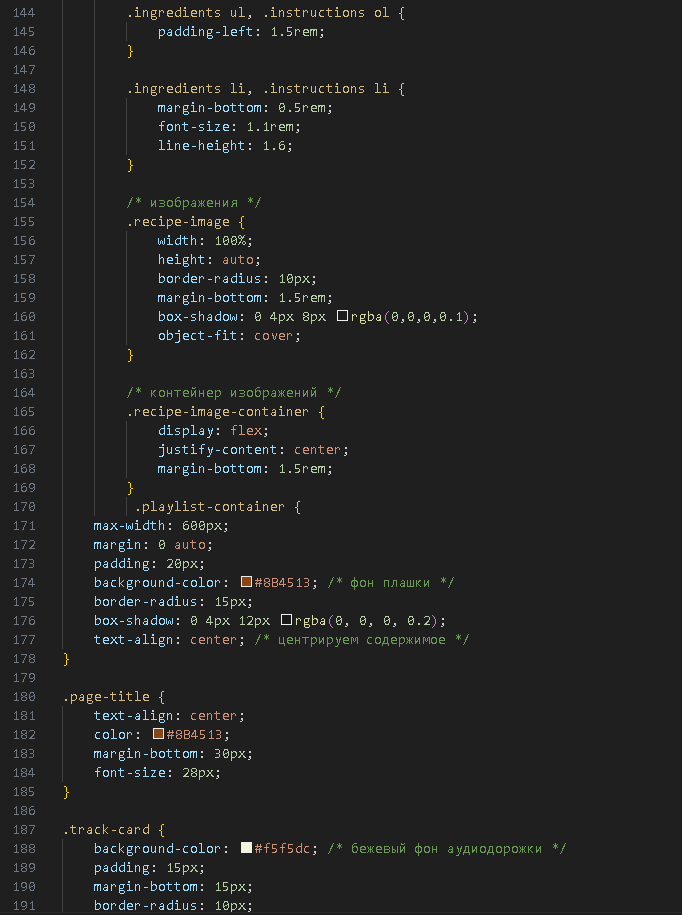 144 .ingredients ul, .instructions ol {
145 padding-left: 1.5rem;
146 }
147
148 .ingredients li, .instructions li {
149 margin-bottom: 0.5rem;
150 font-size: 1.1rem;
151 line-height: 1.6;
152 }
153
154 /* изображения */
155 .recipe-image {
156 width: 100%;
157 height: auto;
158 border-radius: 10px;
159 margin-bottom: 1.5rem;
160 box-shadow: 0 4px 8px rgba(0,0,0,0.1);
161 object-fit: cover;
162 }
163
164 /* контейнер изображений */
165 .recipe-image-container {
166 display: flex;
167 justify-content: center;
168 margin-bottom: 1.5rem;
169 }
170 .playlist-container {
171 max-width: 600px;
172 margin: 0 auto;
173 padding: 20px;
174 background-color: #8B4513; /* фон плашки */
175 border-radius: 15px;
176 box-shadow: 0 4px 12px rgba(0, 0, 0, 0.2);
177 text-align: center; /* центрируем содержимое */
178 }
179
180 .page-title {
181 text-align: center;
182 color: #8B4513;
183 margin-bottom: 30px;
184 font-size: 28px;
185 }
186
187 .track-card {
188 background-color: #f5f5dc; /* бежевый фон аудиодорожки */
189 padding: 15px;
190 margin-bottom: 15px;
191 border-radius: 10px;